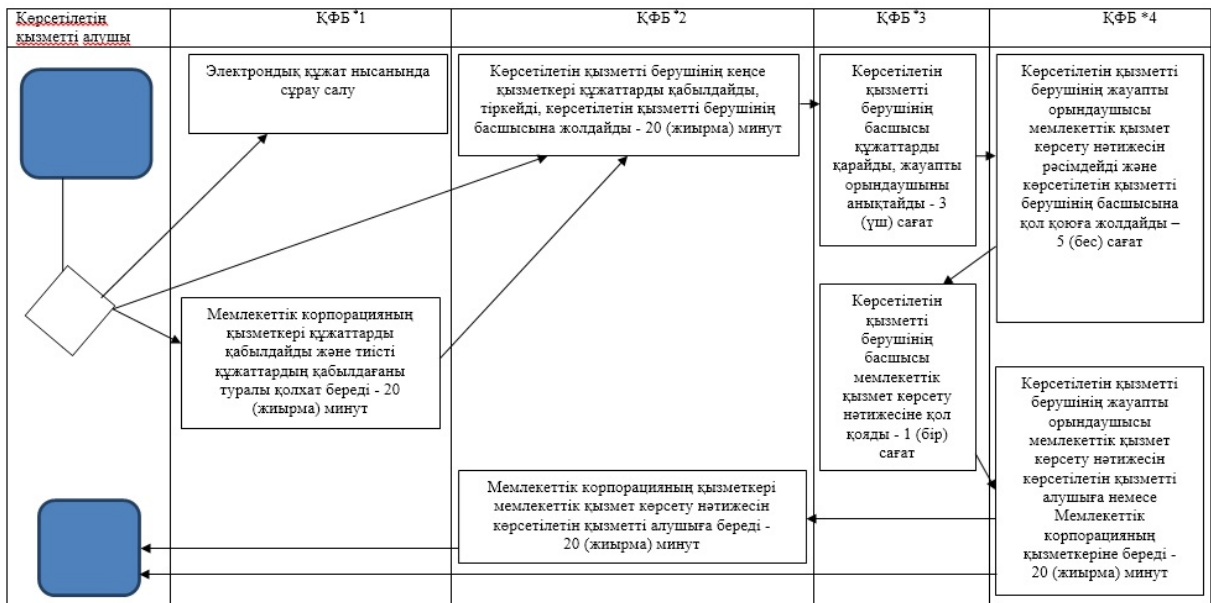 Көрсетілетін
қызметті алушы
ҚФБ *1
ҚФБ *2
ҚФБ *3
ҚФБ *4
Электрондық құжат нысанында
сұрау салу
Көрсетілетін қызметті берушінің кеңсе
қызметкері құжаттарды қабылдайды,
тіркейді, көрсетілетін қызметті берушінің
басшысына жолдайды - 20 (жиырма) минут
Көрсетілетін
қызметті
берушінің
басшысы
құжаттарды
қарайды, жауапты
орындаушыны
анықтайды - 3
(үш) сағат
Көрсетілетін қызметті
берушінің жауапты
орындаушысы
мемлекеттік қызмет
көрсету нәтижесін
рәсімдейді және
көрсетілетін қызметті
берушінің басшысына
қол қоюға жолдайды –
5 (бес) сағат
Мемлекеттік корпорацияның
қызметкері құжаттарды
қабылдайды және тиісті
құжаттардың қабылдағаны
туралы қолхат береді - 20
(жиырма) минут
Көрсетілетін
қызметті
берушінің
басшысы
мемлекеттік
қызмет көрсету
нәтижесіне қол
қояды - 1 (бір)
сағат
Көрсетілетін қызметті
берушінің жауапты
орындаушысы
мемлекеттік қызмет
көрсету нәтижесін
көрсетілетін қызметті
алушыға немесе
Мемлекеттік
корпорацияның
қызметкеріне береді -
20 (жиырма) минут
Мемлекеттік корпорацияның қызметкері
мемлекеттік қызмет көрсету нәтижесін
көрсетілетін қызметті алушыға береді -
20 (жиырма) минут